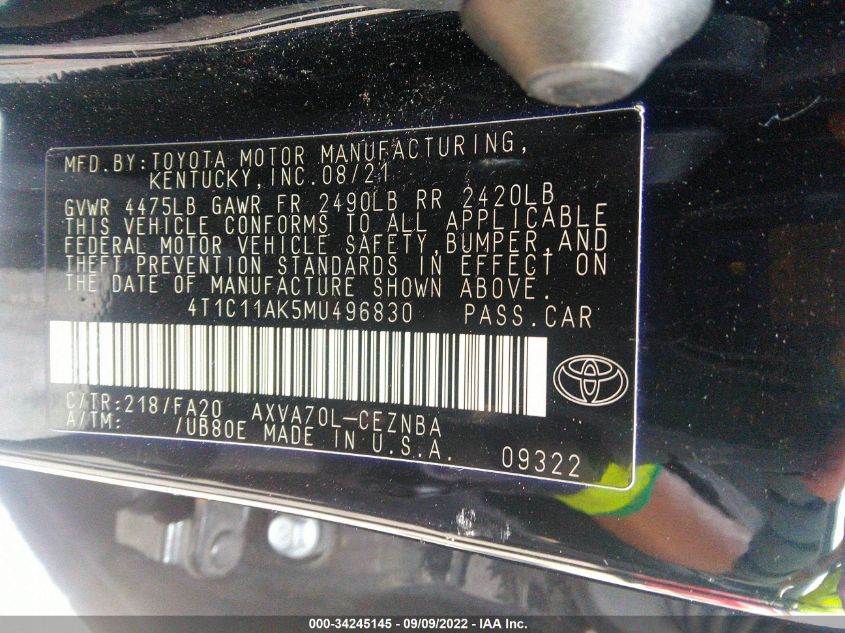 MFD.BY:TOYOTA MOTOR MANUFACTURING,
KENTUCKY,INC.08/21
GVWR 4475LB GAWR FR 2490LB RR 2420LB
THIS VEHICLE CONFORMS TO ALL APPLICABLE
FEDERAL MOTOR VEHICLE SAFETY,BUMPER,AND
THEFT PREVENTION STANDARDS IN EFFECT ON
THE DATE OF MANUFACTURE SHOWN ABOVE.
4T1C11AK5MU496830 PASS.CAR
C/TR:218/FA20 AXVA70L-CEZNBA
A/TM: /UB80E MADE IN U.S.A. 09322
000-34245145 - 09/09/2022 - IAA Inc.